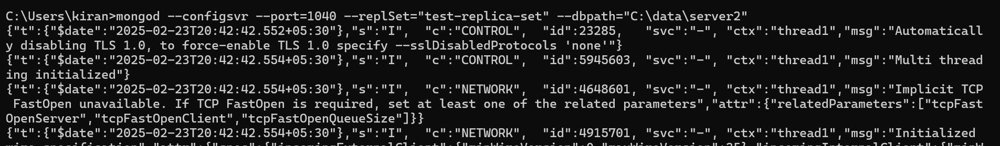 C:\Users\kiran>mongod --configsvr --port=1040 --replSet="test-replica-set" --dbpath="C:\data\server2"
{"t":{"$date":"2025-02-23T20:42:42.552+05:30"},"s":"I",  "c":"CONTROL",  "id":23285,   "svc":"-", "ctx":"thread1","msg":"Automaticall
y disabling TLS 1.0, to force-enable TLS 1.0 specify --sslDisabledProtocols 'none'"}
{"t":{"$date":"2025-02-23T20:42:42.554+05:30"},"s":"I",  "c":"CONTROL",  "id":5945603, "svc":"-", "ctx":"thread1","msg":"Multi thread
ing initialized"}
{"t":{"$date":"2025-02-23T20:42:42.554+05:30"},"s":"I",  "c":"NETWORK",  "id":4648601, "svc":"-", "ctx":"thread1","msg":"Implicit TCP
 FastOpen unavailable. If TCP FastOpen is required, set at least one of the related parameters","attr":{"relatedParameters":["tcpFast
OpenServer","tcpFastOpenClient","tcpFastOpenQueueSize"]}}
{"t":{"$date":"2025-02-23T20:42:42.554+05:30"},"s":"I",  "c":"NETWORK",  "id":4915701, "svc":"-", "ctx":"thread1","msg":"Initialized